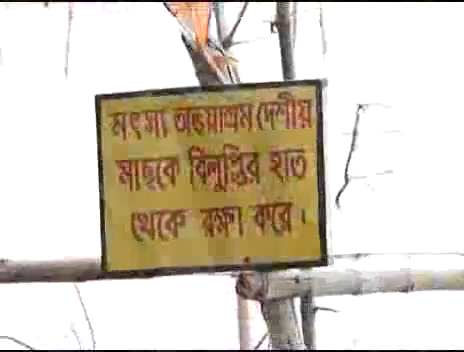 মৎস্য অভয়াশ্রম দেশীয়
মাছকে বিলুপ্তির হাত
থেকে রক্ষা করে।